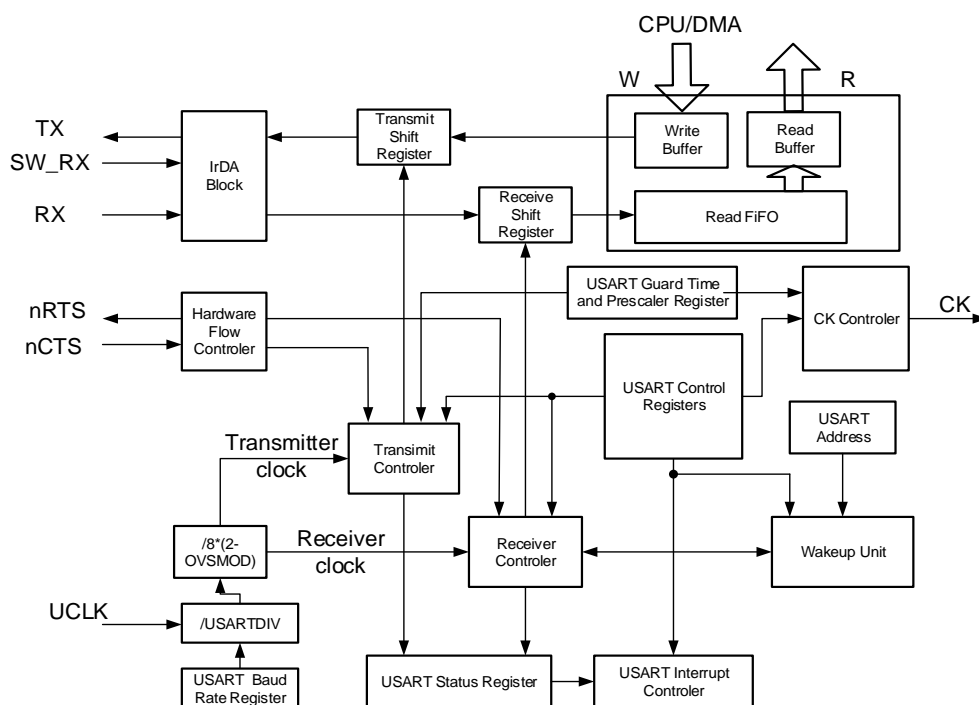 CPU/DMA
W
R
TX
SW_RX
RX
IrDA
Block
Transmit
Shift
Register
Write
Buffer
Read
Buffer
Receive
Shift
Register
Read FiFO
nRTS
nCTS
Hardware
Flow
Controler
USART Guard Time
and Prescaler Register
CK Controler
CK
USART Control
Registers
USART
Address
Transmitter
clock
Transimit
Controler
/8*(2-
OVSMOD)
Receiver
clock
Receiver
Controler
Wakeup Unit
UCLK
/USARTDIV
USART Baud
Rate Register
USART Status Register
USART Interrupt
Controler